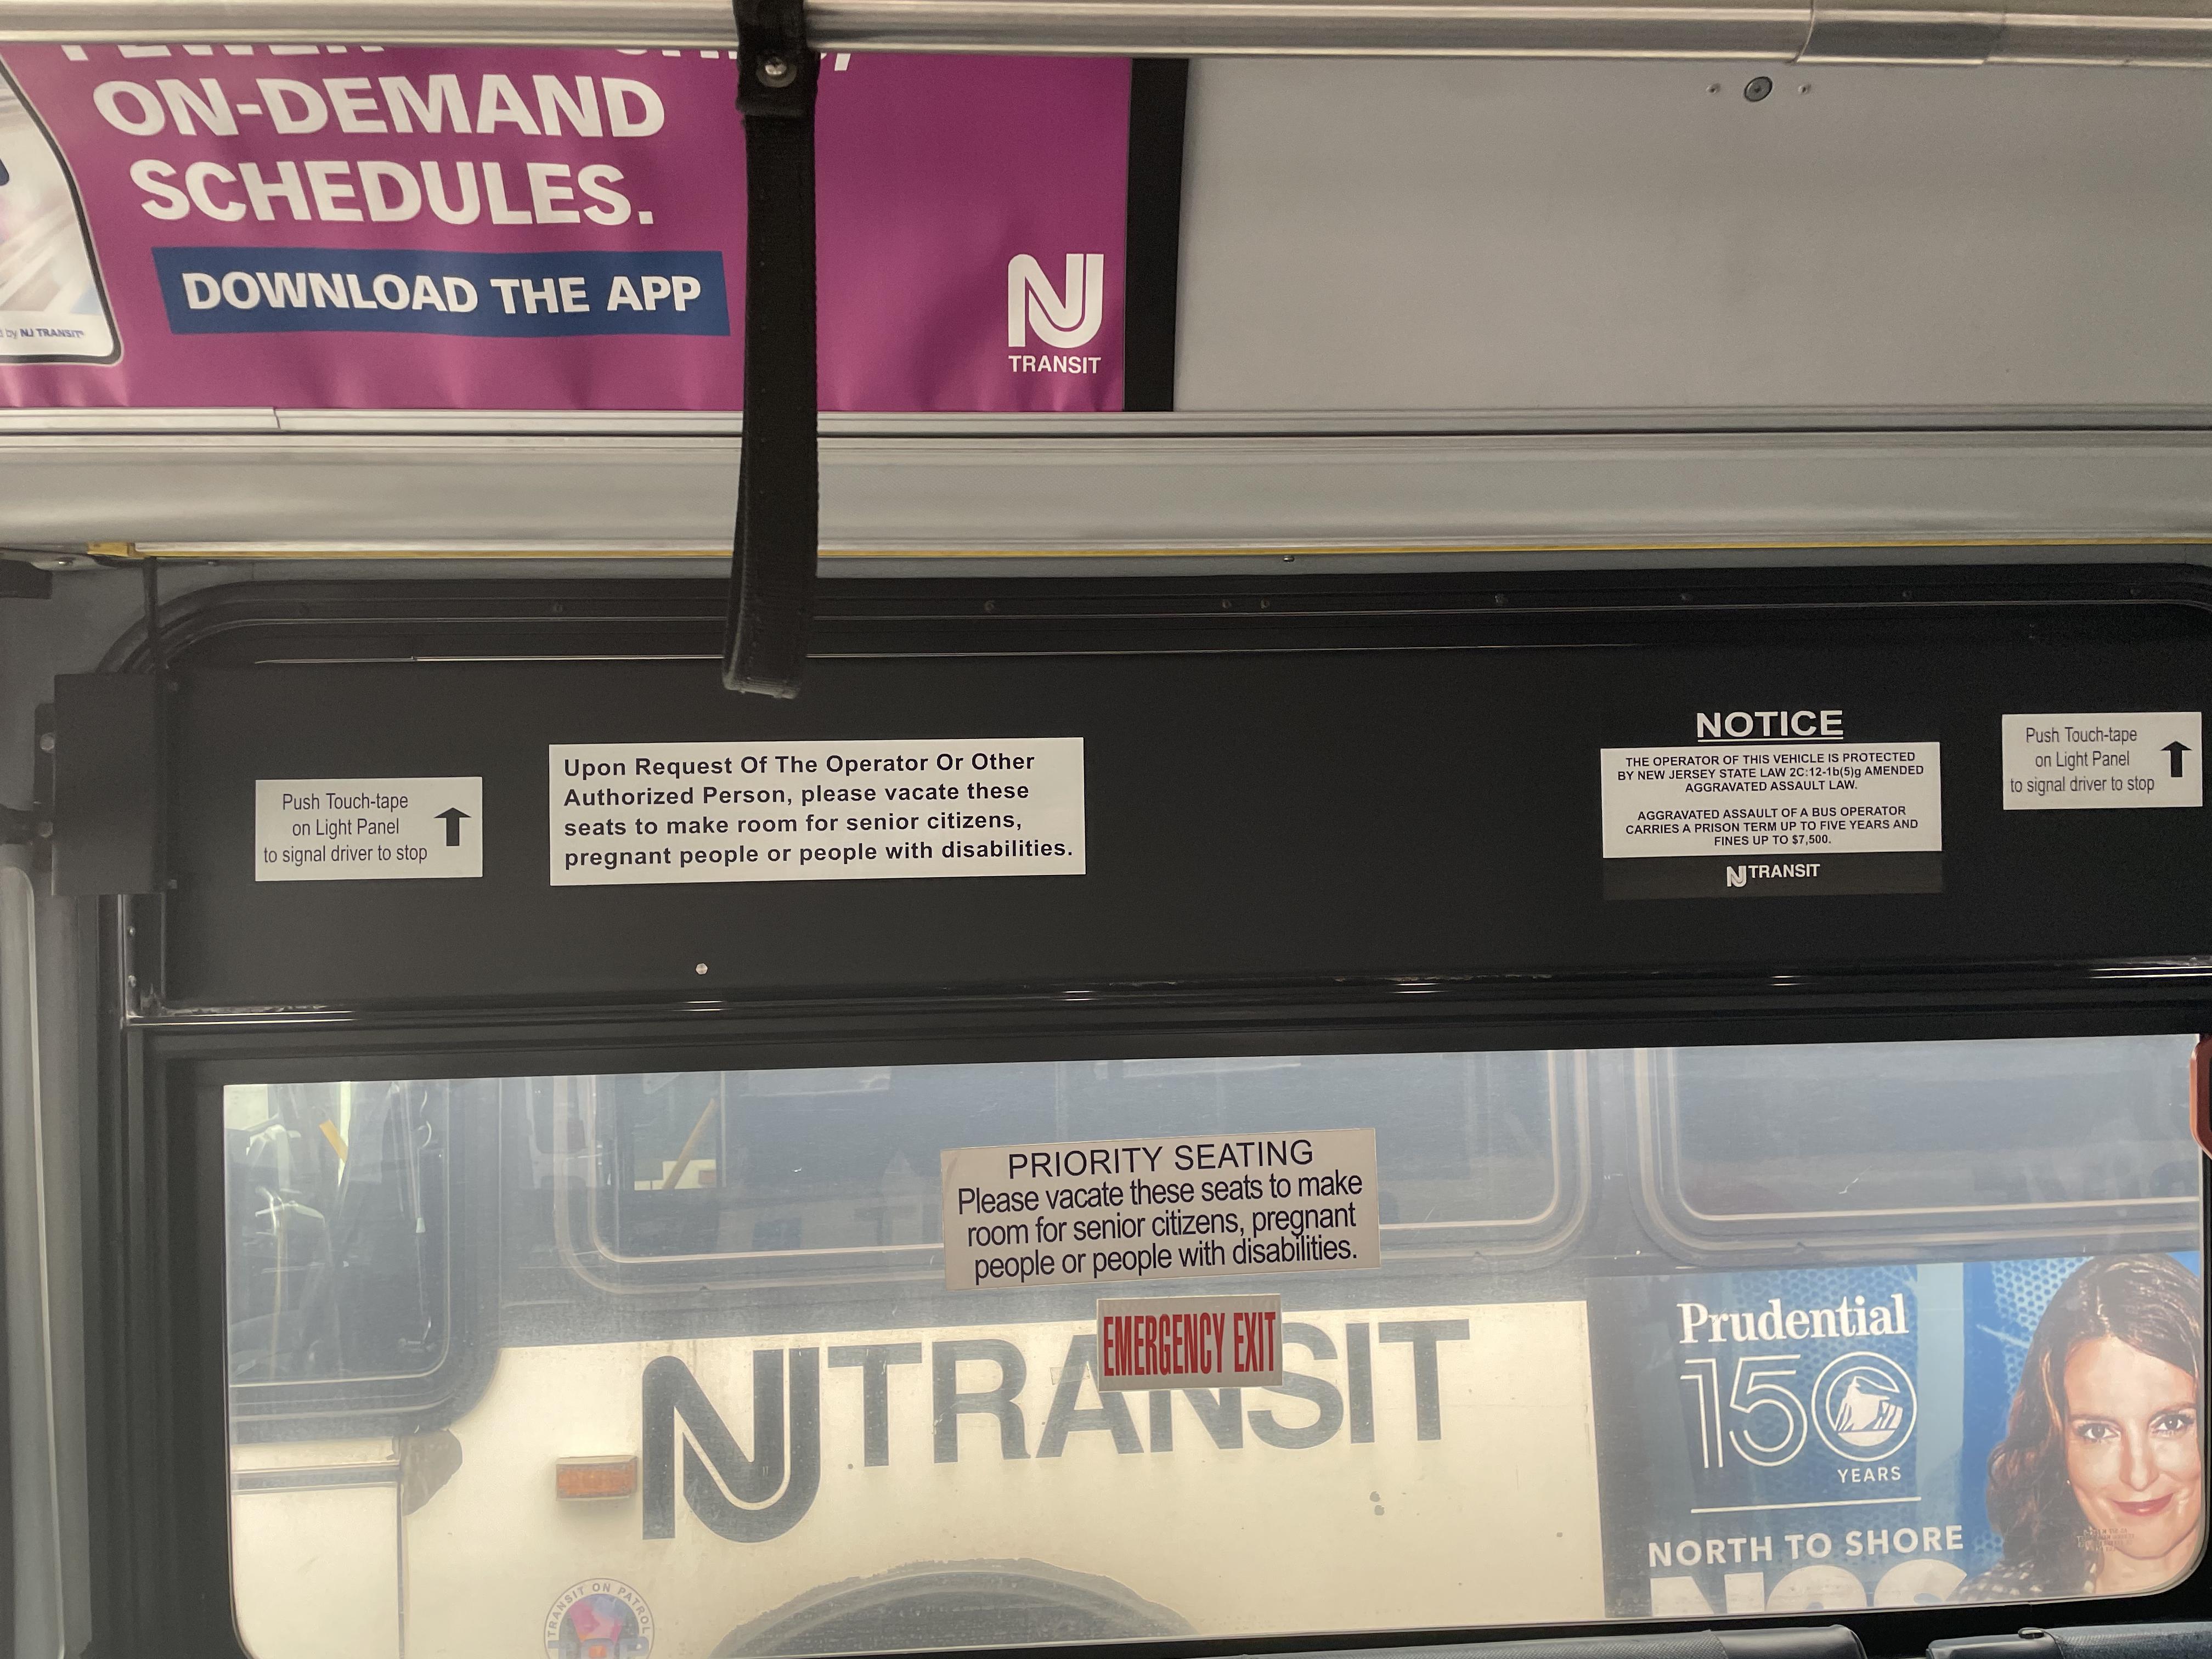 ON-DEMAND
SCHEDULES.
DOWNLOAD THE APP
by NJ TRANSIT
NJ
TRANSIT
Push Touch-tape
on Light Panel
to signal driver to stop
Upon Request Of The Operator Or Other
Authorized Person, please vacate these
seats to make room for senior citizens,
pregnant people or people with disabilities.
NOTICE
THE OPERATOR OF THIS VEHICLE IS PROTECTED
BY NEW JERSEY STATE LAW 2C:12-1b(5)g AMENDED
AGGRAVATED ASSAULT LAW.
AGGRAVATED ASSAULT OF A BUS OPERATOR
CARRIES A PRISON TERM UP TO FIVE YEARS AND
FINES UP TO $7,500.
NJ TRANSIT
Push Touch-tape
on Light Panel
to signal driver to stop
PRIORITY SEATING
Please vacate these seats to make
room for senior citizens, pregnant
people or people with disabilities.
EMERGENCY EXIT
NJ TRANSIT
TRANSIT ON PATROL
Prudential
150
YEARS
NORTH TO SHORE